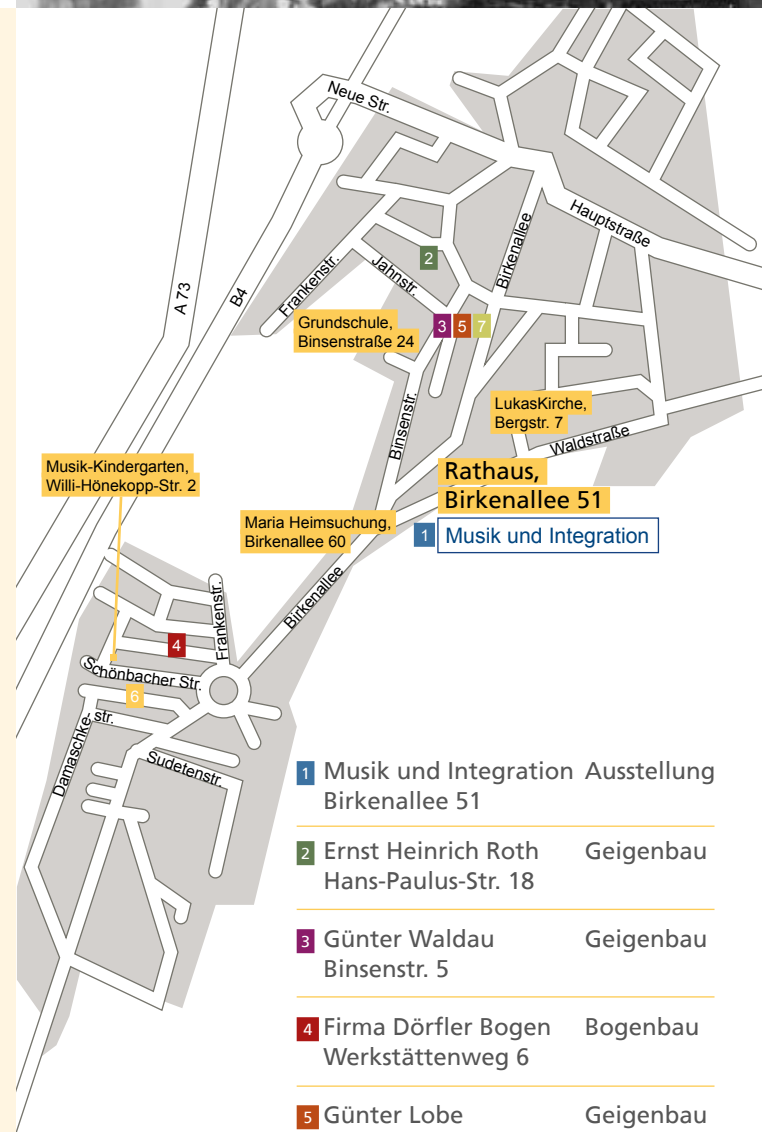 Neue Str.
Hauptstraße
Birkenallee
A 73
B4
Frankenstr.
Jahnstr.
2
Grundschule,
Binsenstraße 24
3 5 7
Binsenstr.
LukasKirche,
Bergstr. 7
Waldstraße
Musik-Kindergarten,
Willi-Hönekopp-Str. 2
Rathaus,
Birkenallee 51
1 Musik und Integration
Maria Heimsuchung,
Birkenallee 60
Birkenallee
Frankenstr.
4
Schönbacher Str.
6
Damaschke-str.
Sudetenstr.
1 Musik und Integration Ausstellung
Birkenallee 51
2 Ernst Heinrich Roth Geigenbau
Hans-Paulus-Str. 18
3 Günter Waldau Geigenbau
Binsenstr. 5
4 Firma Dörfler Bogen Bogenbau
Werkstättenweg 6
5 Günter Lobe Geigenbau